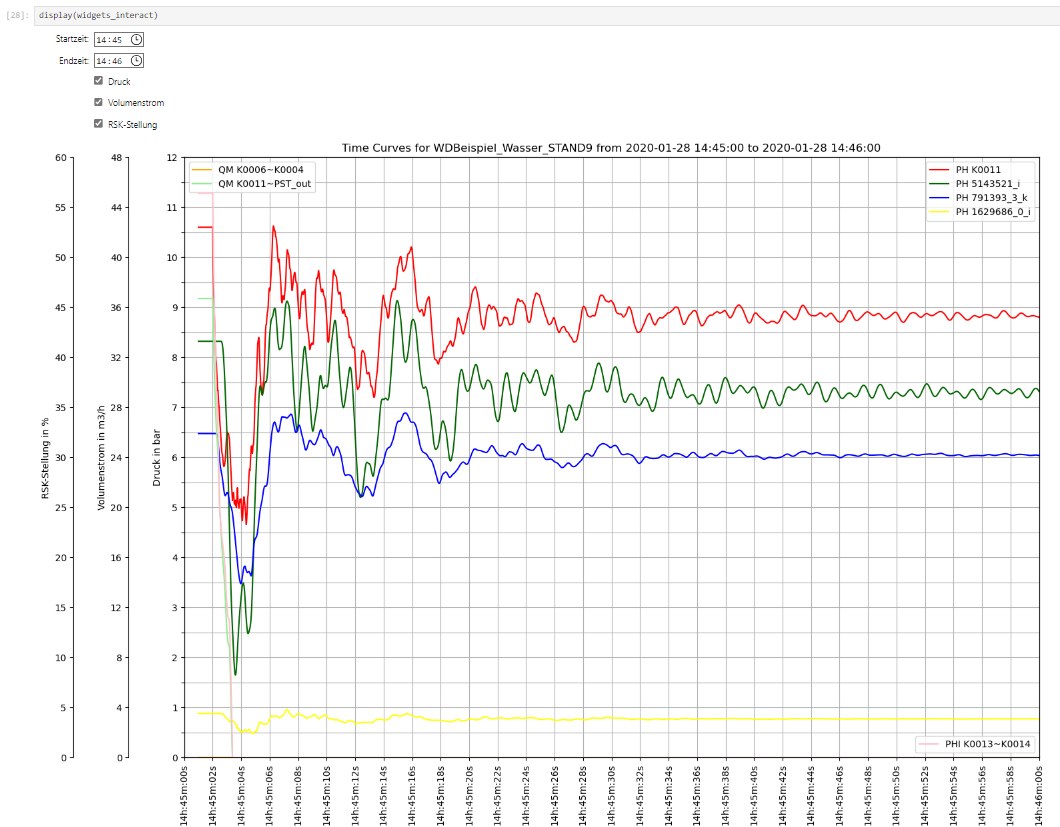 [28]: display(widgets_interact)
Startzeit: 14:45
Endzeit: 14:46
Druck
Volumenstrom
RSK-Stellung
Time Curves for WDBeispiel_Wasser_STAND9 from 2020-01-28 14:45:00 to 2020-01-28 14:46:00
RSK-Stellung in %
60
55
50
45
40
35
30
25
20
15
10
5
0
Volumenstrom in m3/h
48
44
40
36
32
28
24
20
16
12
8
4
0
Druck in bar
12
11
10
9
8
7
6
5
4
3
2
1
0
QM K0006~K0004
QM K0011~PST_out
PH K0011
PH 5143521_i
PH 791393_3_k
PH 1629686_0_i
PHI K0013~K0014
14h:45m:00s
14h:45m:02s
14h:45m:04s
14h:45m:06s
14h:45m:08s
14h:45m:10s
14h:45m:12s
14h:45m:14s
14h:45m:16s
14h:45m:18s
14h:45m:20s
14h:45m:22s
14h:45m:24s
14h:45m:26s
14h:45m:28s
14h:45m:30s
14h:45m:32s
14h:45m:34s
14h:45m:36s
14h:45m:38s
14h:45m:40s
14h:45m:42s
14h:45m:44s
14h:45m:46s
14h:45m:48s
14h:45m:50s
14h:45m:52s
14h:45m:54s
14h:45m:56s
14h:45m:58s
14h:46m:00s